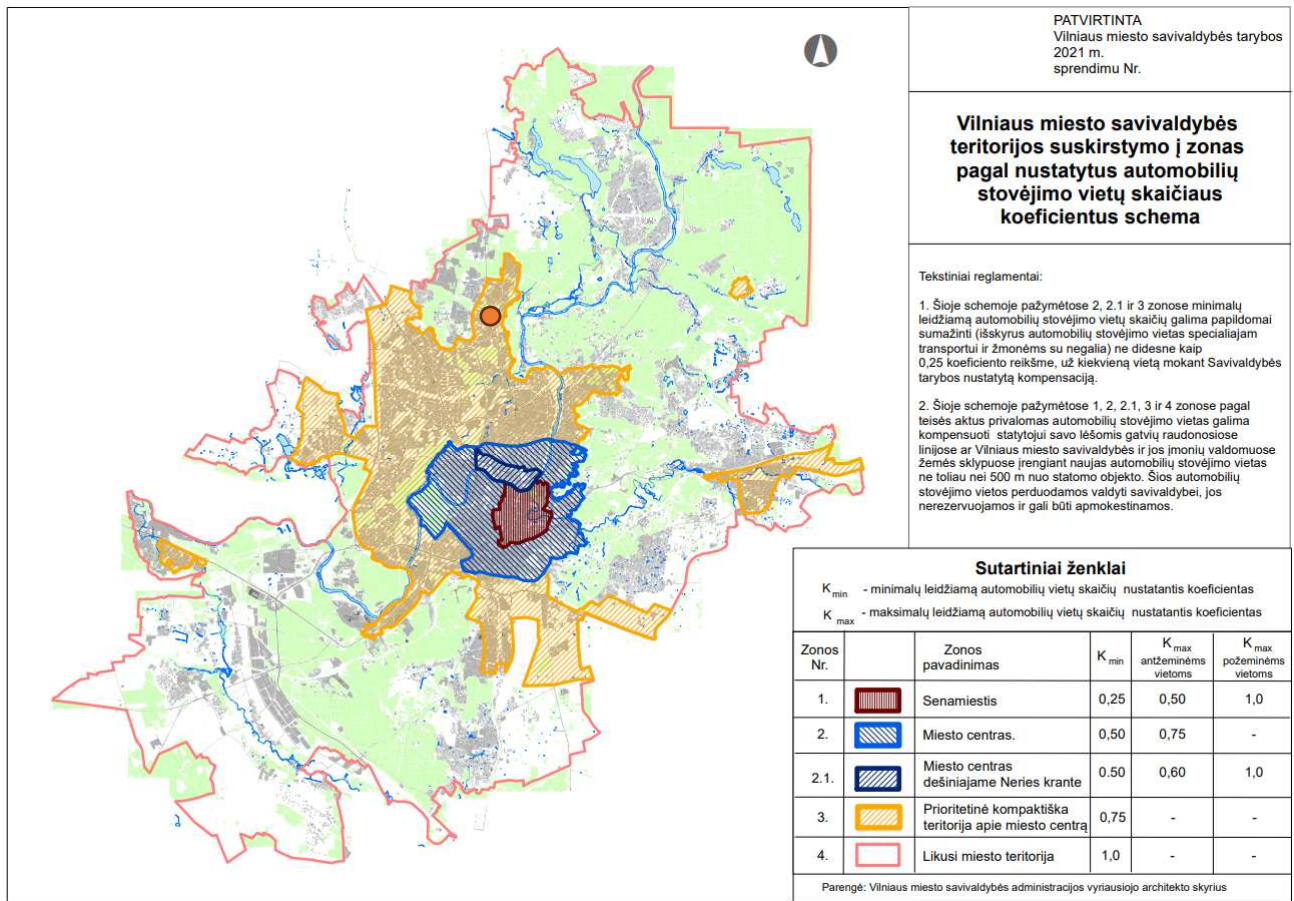 PATVIRTINTA
Vilniaus miesto savivaldybės tarybos
2021 m.
sprendimu Nr.
Vilniaus miesto savivaldybės
teritorijos suskirstymo į zonas
pagal nustatytus automobilių
stovėjimo vietų skaičiaus
koeficientus schema
Tekstiniai reglamentai:
1. Šioje schemoje pažymėtose 2, 2.1 ir 3 zonose minimalų
leidžiamą automobilių stovėjimo vietų skaičių galima papildomai
sumažinti (išskyrus automobilių stovėjimo vietas specialiajam
transportui ir žmonėms su negalia) ne didesne kaip
0,25 koeficiento reikšme, už kiekvieną vietą mokant Savivaldybės
tarybos nustatytą kompensaciją.
2. Šioje schemoje pažymėtose 1, 2, 2.1, 3 ir 4 zonose pagal
teisės aktus privalomas automobilių stovėjimo vietas galima
kompensuoti statytojui savo lėšomis gatvių raudonosiose
linijose ar Vilniaus miesto savivaldybė ir jos įmonių valdomuose
žemės sklypuose įrengiant naujas automobilių stovėjimo vietas
ne toliau nei 500 m nuo statomo objekto. Šios automobilių
stovėjimo vietos perduodamos valdyti savivaldybei, jos
nerezervuojamos ir gali būti apmokestinamos.
Sutartiniai ženklai
K min - minimalų leidžiamą automobilių vietų skaičių nustatantis koeficientas
K max - maksimalų leidžiamą automobilių vietų skaičių nustatantis koeficientas
Zonos Nr. Zonos pavadinimas K min K max antžeminėms vietoms K max požeminėms vietoms
1. Senamiestis 0,25 0,50 1,0
2. Miesto centras. 0,50 0,75 -
2.1. Miesto centras dešiniajame Neries krante 0.50 0,60 1,0
3. Prioritetinė kompaktiška teritorija apie miesto centrą 0,75 - -
4. Likusi miesto teritorija 1,0 - -
Parengė: Vilniaus miesto savivaldybės administracijos vyriausiojo architekto skyrius